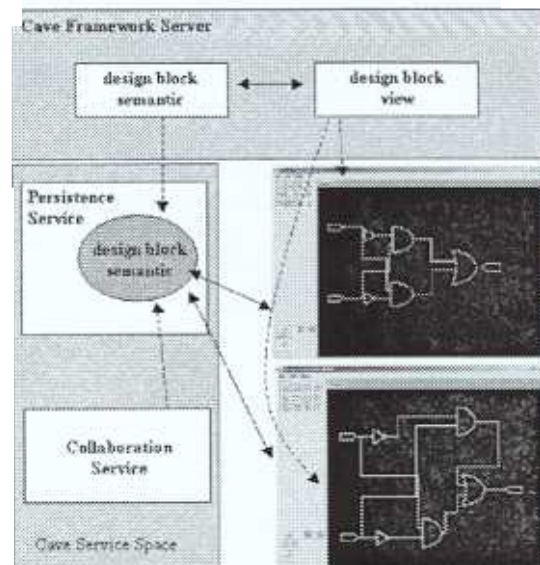 Cave Framework Server
design block
semantic
design block
view
Persistence
Service
design block
semantic
Collaboration
Service
Cave Service Space